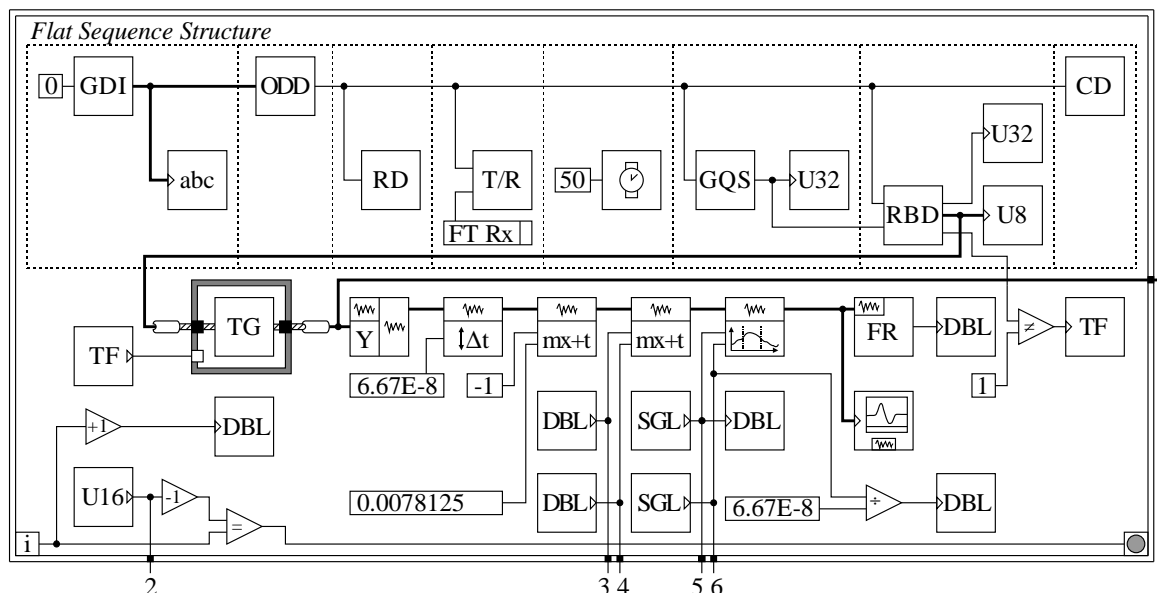 Flat Sequence Structure
0 GDI ODD CD
abc RD T/R 50 GQS U32 U32
FT Rx RBD U8
TG Y Δt mx+t mx+t FR DBL ≠ TF
TF 6.67E-8 -1 1
+1 DBL DBL SGL DBL
U16 -1 0.0078125 DBL SGL 6.67E-8 ÷ DBL
i =
2 3 4 5 6